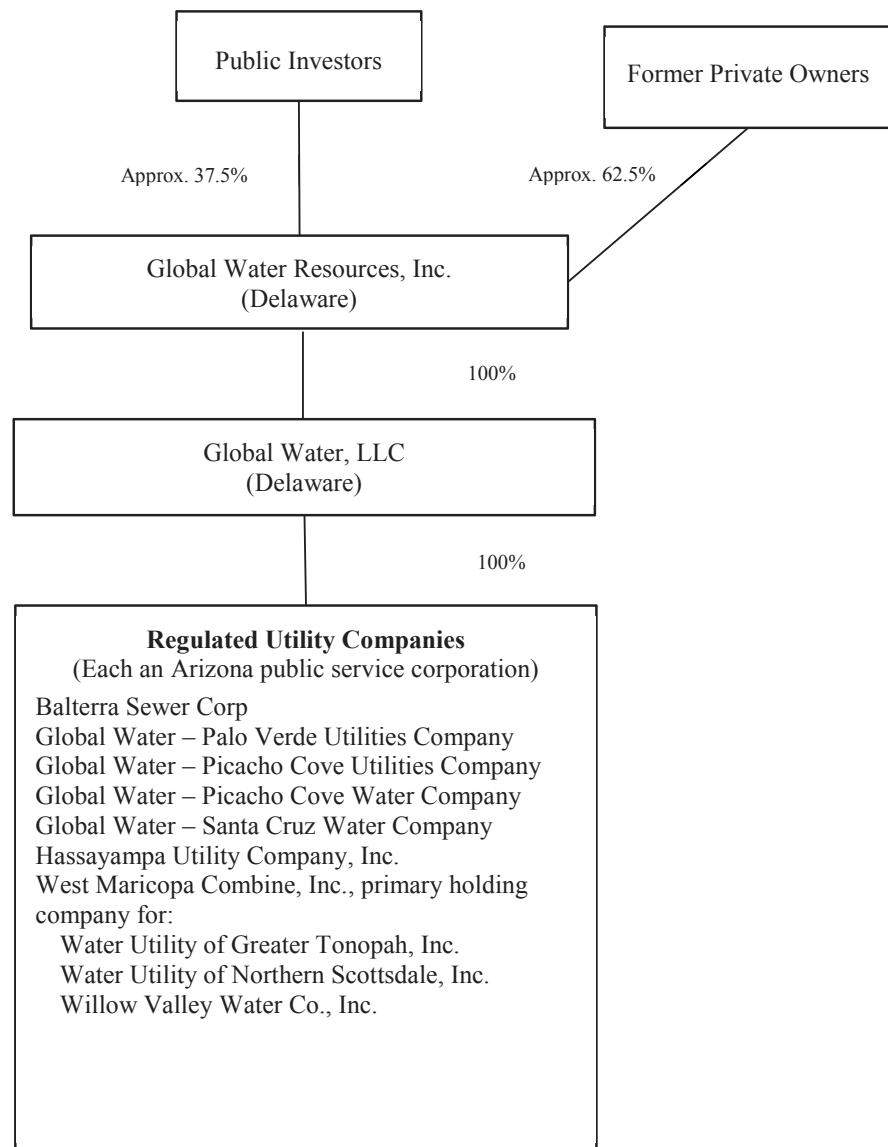 Public Investors
Former Private Owners
Approx. 37.5%
Approx. 62.5%
Global Water Resources, Inc.
(Delaware)
100%
Global Water, LLC
(Delaware)
100%
Regulated Utility Companies
(Each an Arizona public service corporation)
Balterra Sewer Corp
Global Water – Palo Verde Utilities Company
Global Water – Picacho Cove Utilities Company
Global Water – Picacho Cove Water Company
Global Water – Santa Cruz Water Company
Hassayampa Utility Company, Inc.
West Maricopa Combine, Inc., primary holding
company for:
Water Utility of Greater Tonopah, Inc.
Water Utility of Northern Scottsdale, Inc.
Willow Valley Water Co., Inc.